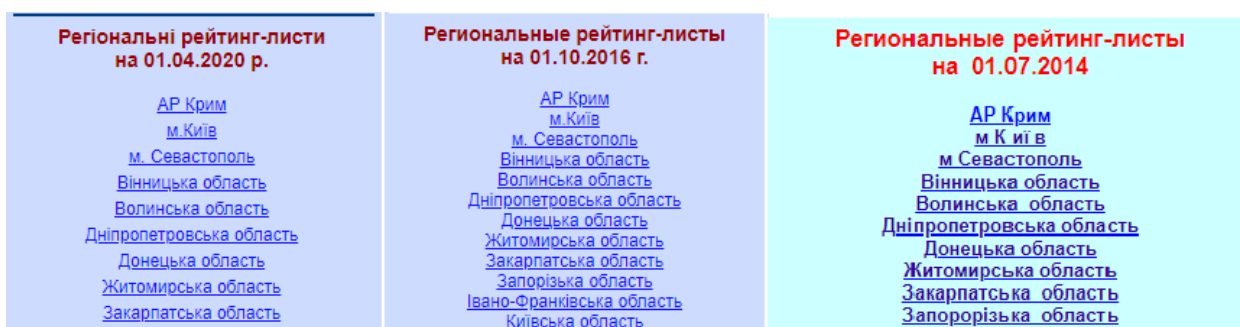 Регіональні рейтинг-листи
на 01.04.2020 р.
АР Крим
м.Київ
м. Севастополь
Вінницька область
Волинська область
Дніпропетровська область
Донецька область
Житомирська область
Закарпатська область
Региональные рейтинг-листы
на 01.10.2016 г.
АР Крим
м.Київ
м. Севастополь
Вінницька область
Волинська область
Дніпропетровська область
Донецька область
Житомирська область
Закарпатська область
Запорізька область
Івано-Франківська область
Київська область
Региональные рейтинг-листы
на 01.07.2014
АР Крим
м К иї в
м Севастополь
Вінницька область
Волинська область
Дніпропетровська область
Донецька область
Житомирська область
Закарпатська область
Запорорізька область